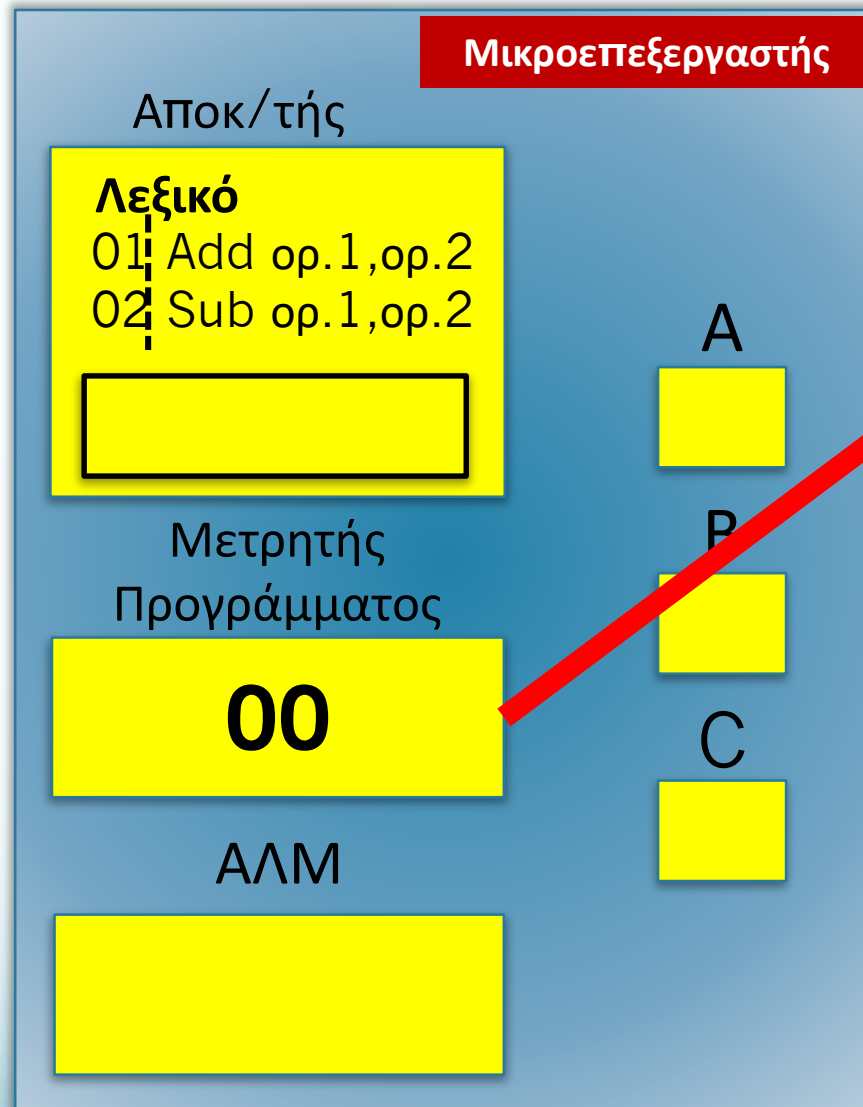 Μικροεπεξεργαστής
Αποκ/τής
Λεξικό
01 Add ορ.1,ορ.2
02 Sub ορ.1,ορ.2
Μετρητής
Προγράμματος
00
ΑΛΜ
A
B
C